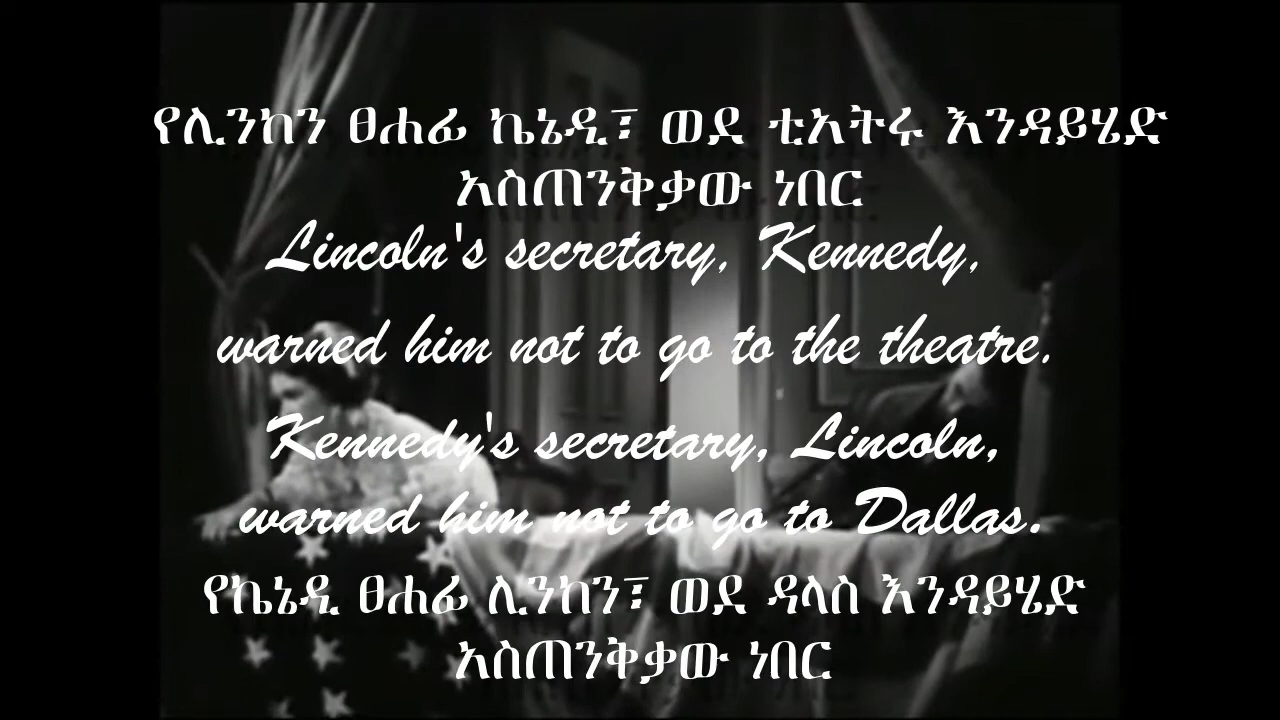 የሊንከን ፀሐፊ ኬኔዲ፣ ወደ ቲአትሩ እንዳይሄድ
አስጠንቅቃው ነበር
Lincoln's secretary, Kennedy,
warned him not to go to the theatre.
Kennedy's secretary, Lincoln,
warned him not to go to Dallas.
የኬኔዲ ፀሐፊ ሊንከን፣ ወደ ዳላስ እንዳይሄድ
አስጠንቅቃው ነበር